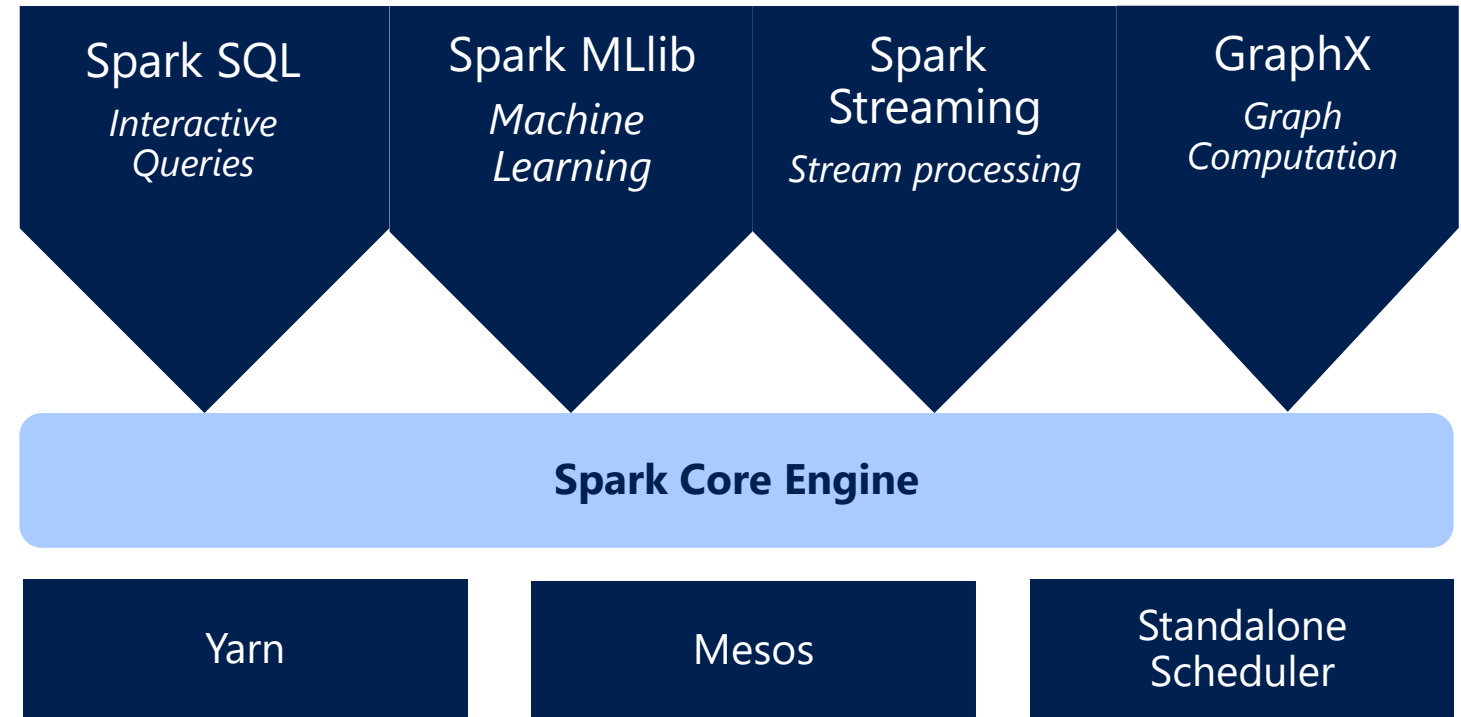 Spark SQL
Interactive
Queries
Spark MLlib
Machine
Learning
Spark
Streaming
Stream processing
GraphX
Graph
Computation
Spark Core Engine
Yarn
Mesos
Standalone
Scheduler